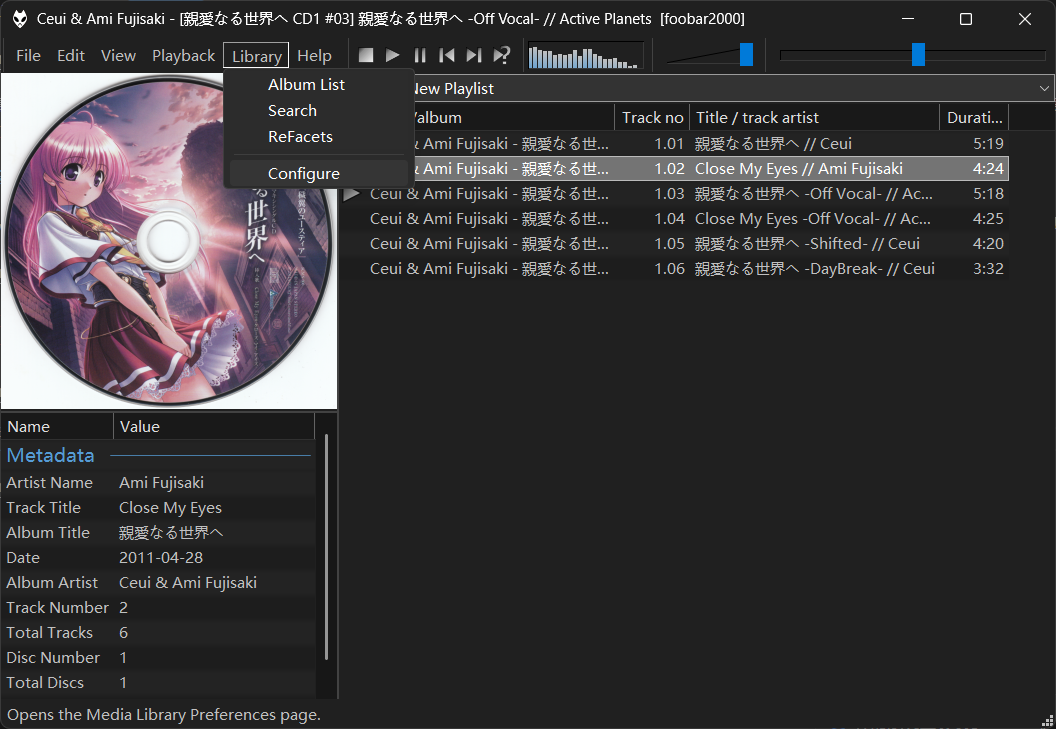 Ceui & Ami Fujisaki - [親愛なる世界へ CD1 #03] 親愛なる世界へ -Off Vocal- // Active Planets [foobar2000]
File Edit View Playback Library Help
Album List
Search
ReFacets
Configure
New Playlist
/album Track no Title / track artist Durati...
& Ami Fujisaki - 親愛なる世... 1.01 親愛なる世界へ // Ceui 5:19
& Ami Fujisaki - 親愛なる世... 1.02 Close My Eyes // Ami Fujisaki 4:24
Ceui & Ami Fujisaki - 親愛なる世... 1.03 親愛なる世界へ -Off Vocal- // Ac... 5:18
Ceui & Ami Fujisaki - 親愛なる世... 1.04 Close My Eyes -Off Vocal- // Ac... 4:25
Ceui & Ami Fujisaki - 親愛なる世... 1.05 親愛なる世界へ -Shifted- // Ceui 4:20
Ceui & Ami Fujisaki - 親愛なる世... 1.06 親愛なる世界へ -DayBreak- // Ceui 3:32
る世界へ
穢翼のユースティア
Name Value
Metadata
Artist Name Ami Fujisaki
Track Title Close My Eyes
Album Title 親愛なる世界へ
Date 2011-04-28
Album Artist Ceui & Ami Fujisaki
Track Number 2
Total Tracks 6
Disc Number 1
Total Discs 1
Opens the Media Library Preferences page.